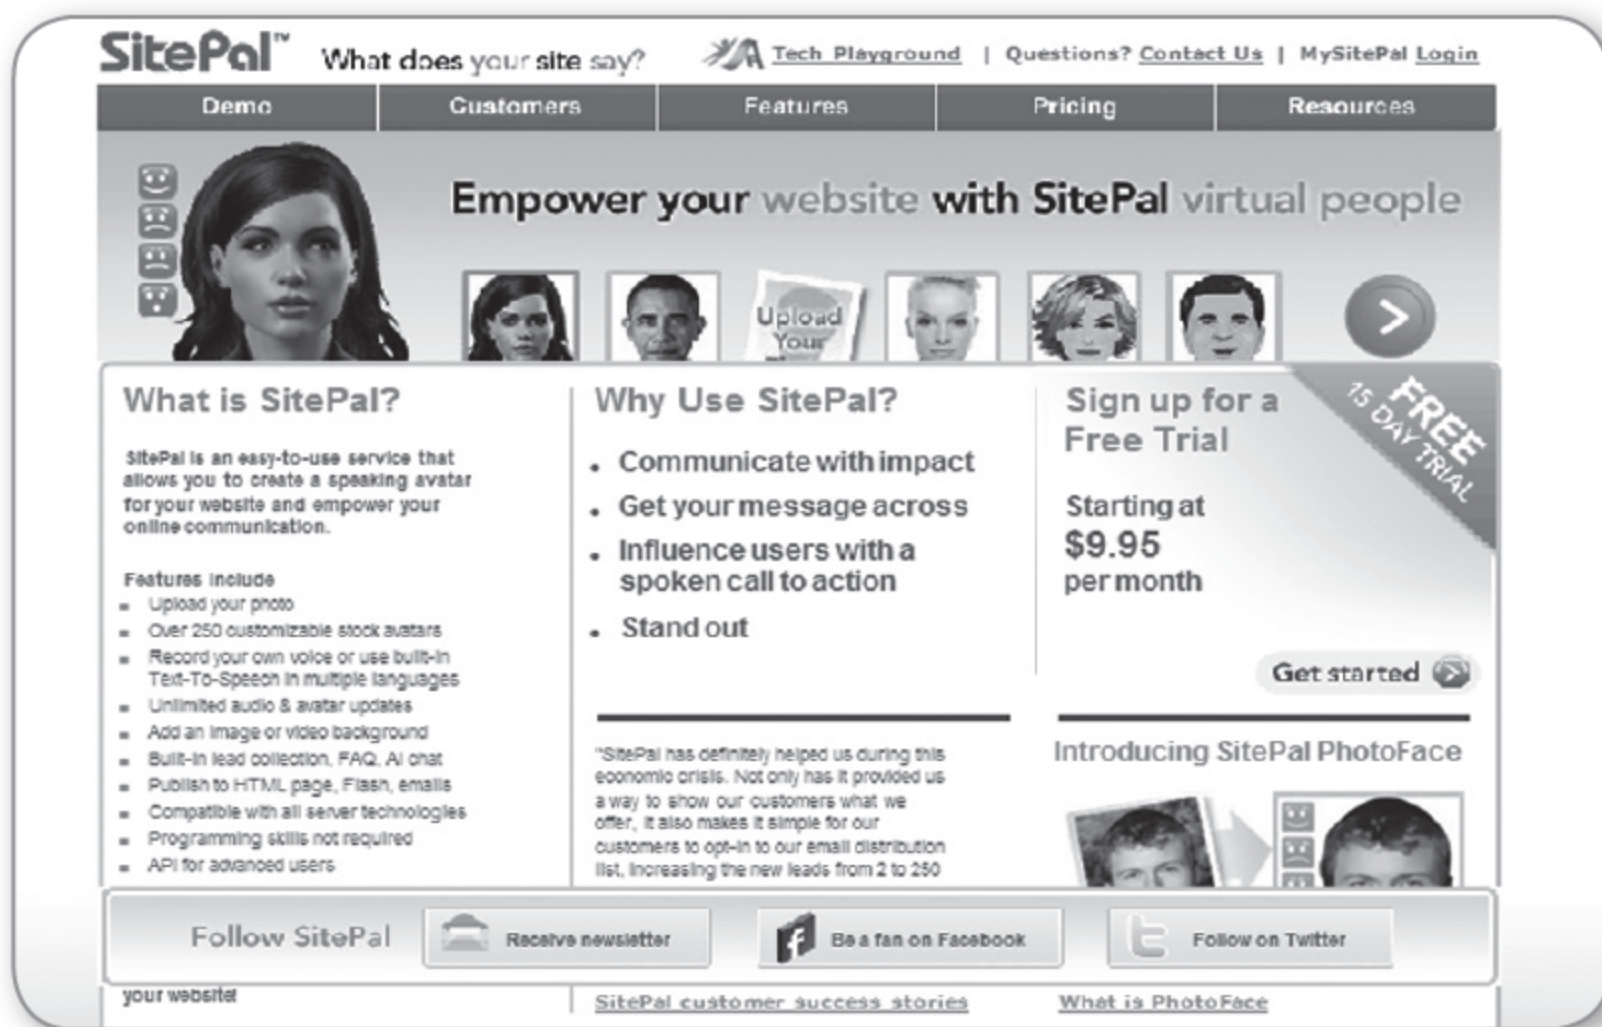 SitePal™ What does your site say? Tech Playground | Questions? Contact Us | MySitePal Login
Demo Customers Features Pricing Resources
Empower your website with SitePal virtual people
Upload
Your
What is SitePal?
SitePal is an easy-to-use service that
allows you to create a speaking avatar
for your website and empower your
online communication.
Features include
Upload your photo
Over 250 customizable stock avatars
Record your own voice or use built-in
Text-To-Speech in multiple languages
Unlimited audio & avatar updates
Add an image or video background
Built-in lead collection, FAQ, AI chat
Publish to HTML page, Flash, emails
Compatible with all server technologies
Programming skills not required
API for advanced users
Why Use SitePal?
Communicate with impact
Get your message across
Influence users with a
spoken call to action
Stand out
"SitePal has definitely helped us during this
economic crisis. Not only has it provided us
a way to show our customers what we
offer, it also makes it simple for our
customers to opt-in to our email distribution
list, increasing the new leads from 2 to 250
Sign up for a
Free Trial
FREE
15 DAY TRIAL
Starting at
$9.95
per month
Get started
Introducing SitePal PhotoFace
Follow SitePal Receive newsletter Be a fan on Facebook Follow on Twitter
your website!
SitePal customer success stories
What is PhotoFace